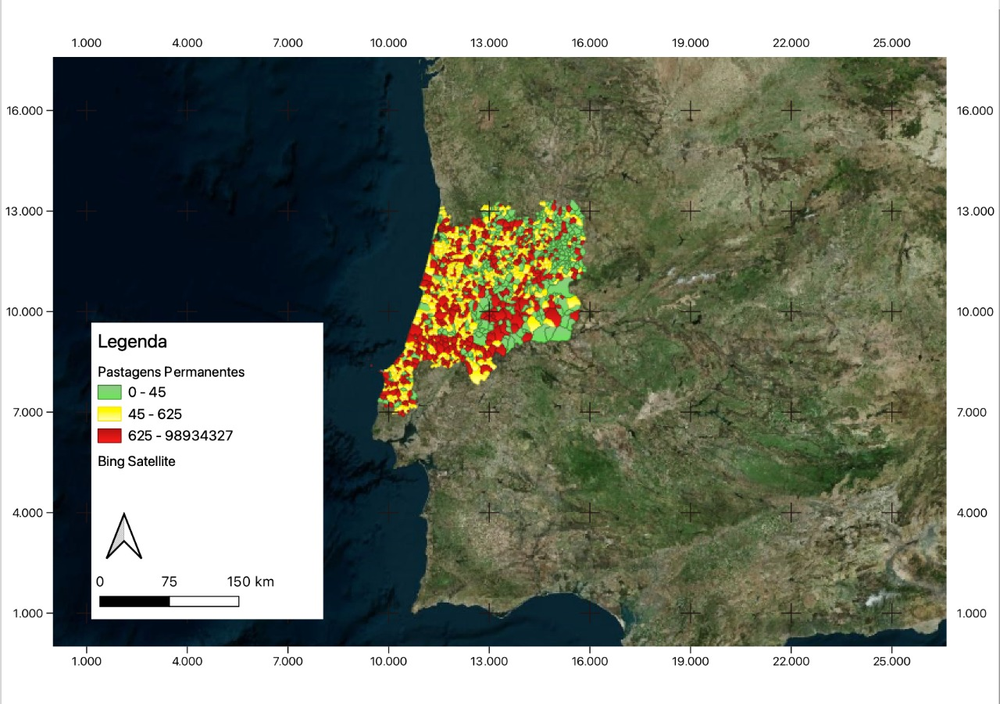 1.000 4.000 7.000 10.000 13.000 16.000 19.000 22.000 25.000
16.000 16.000
13.000 13.000
10.000 10.000
Legenda
Pastagens Permanentes
0 - 45
45 - 625
7.000 7.000
625 - 98934327
Bing Satellite
4.000 4.000
0 75 150 km
1.000 1.000
1.000 4.000 7.000 10.000 13.000 16.000 19.000 22.000 25.000